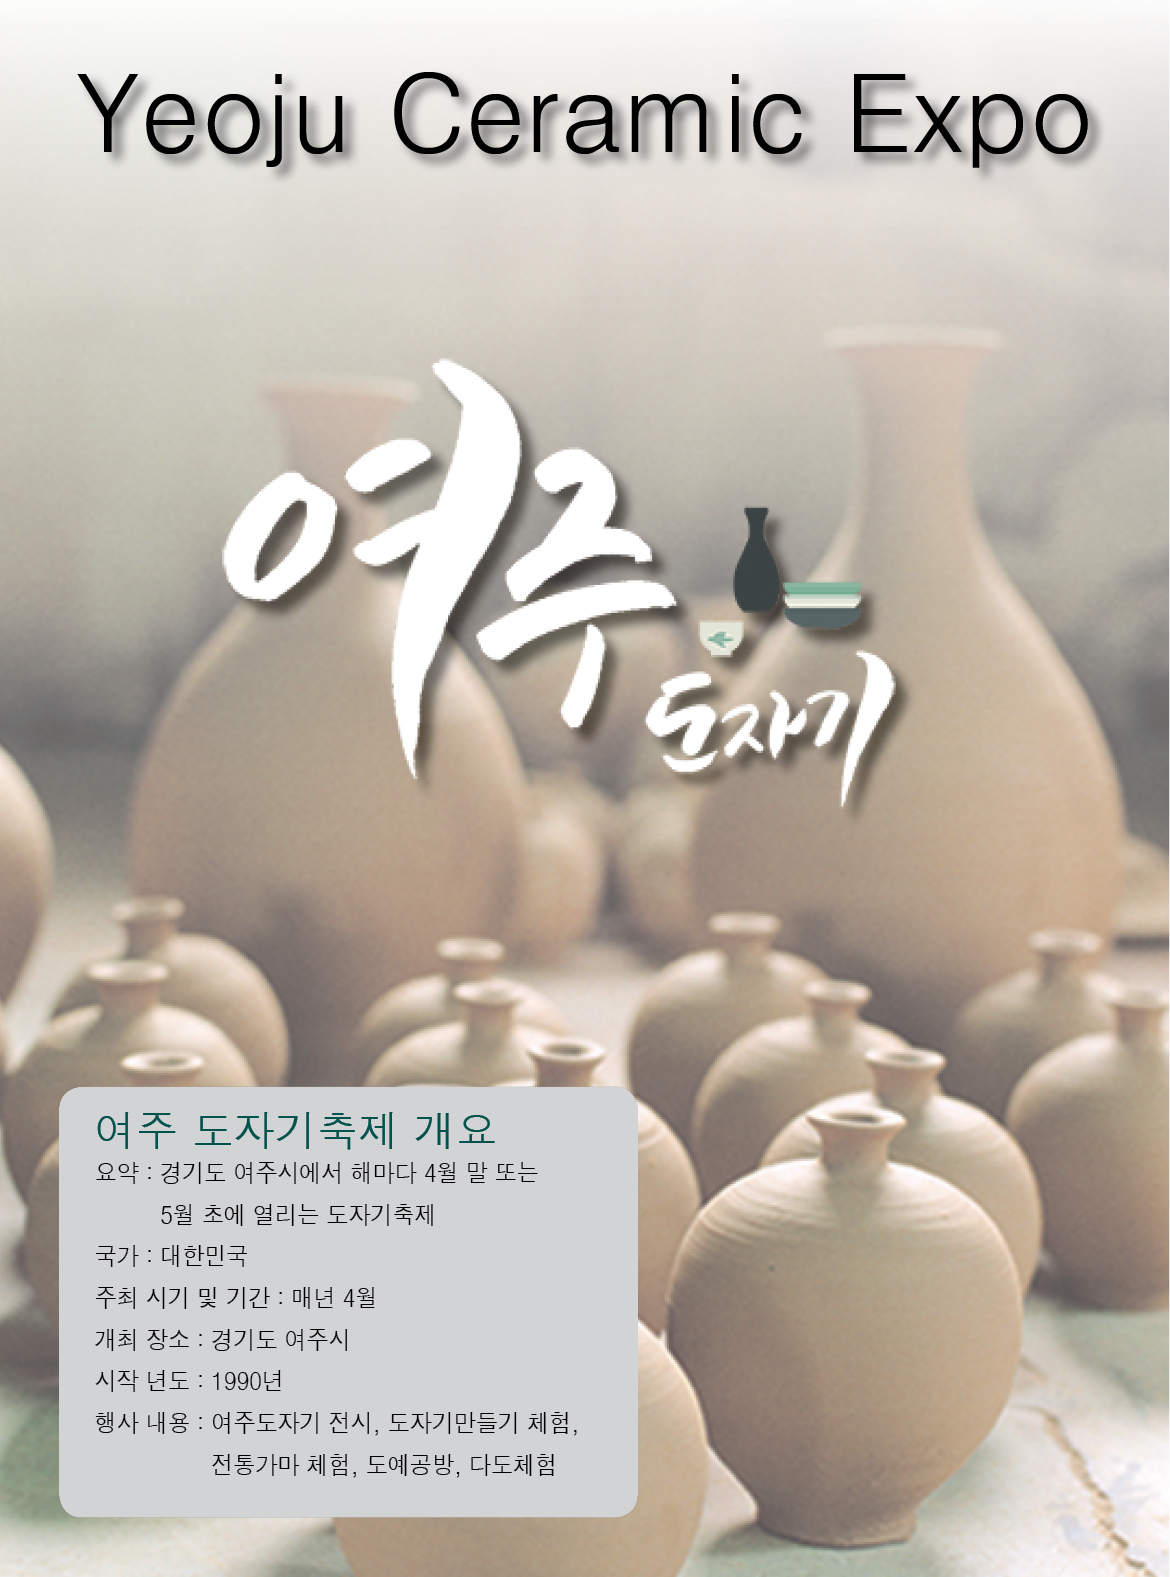 Yeoju Ceramic Expo
여주
도자기
여주 도자기축제 개요
요약 : 경기도 여주시에서 해마다 4월 말 또는
5월 초에 열리는 도자기축제
국가 : 대한민국
주최 시기 및 기간 : 매년 4월
개최 장소 : 경기도 여주시
시작 년도 : 1990년
행사 내용 : 여주도자기 전시, 도자기만들기 체험,
전통가마 체험, 도예공방, 다도체험